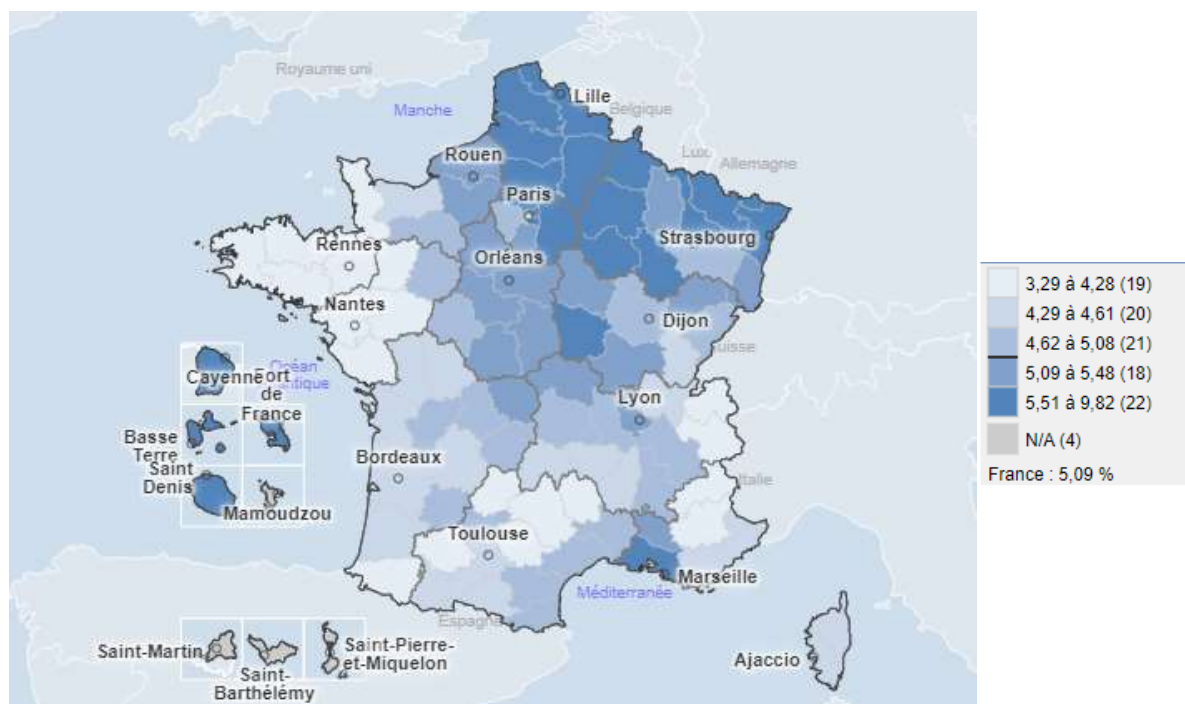 Royaume uni
Lille
Belgique
Manche
Lux.
Allemagne
Rouen
Paris
Strasbourg
Rennes
Orléans
Nantes
Dijon
Suisse
Océan
Atlantique
Cayenne
Fort
de
France
Lyon
Basse
Terre
Bordeaux
Saint
Denis
Italie
Mamoudzou
Toulouse
Marseille
Méditerranée
Espagne
Saint-Martin
Saint-
Barthélémy
Saint-Pierre-
et-Miquelon
Ajaccio
3,29 à 4,28 (19)
4,29 à 4,61 (20)
4,62 à 5,08 (21)
5,09 à 5,48 (18)
5,51 à 9,82 (22)
N/A (4)
France : 5,09 %